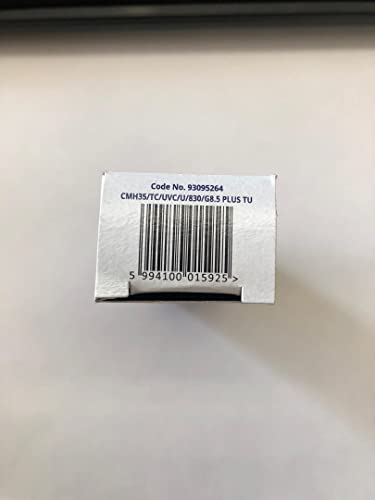 Code No. 93095264
CMH35/TC/UVC/U/830/G8.5 PLUS TU
5 994100 015925 >